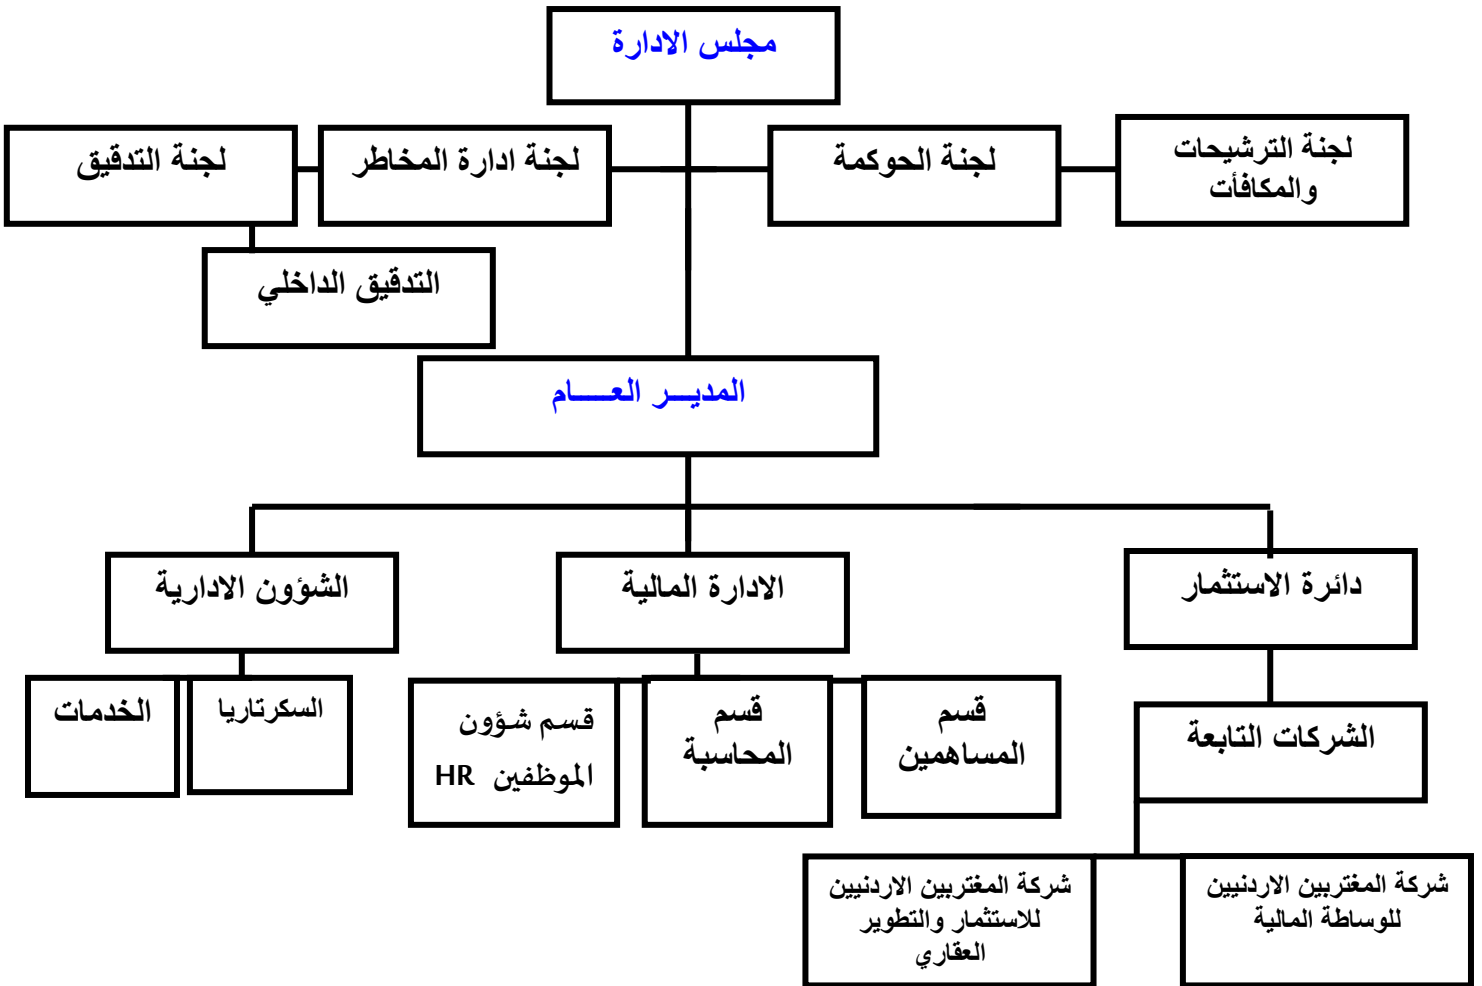 مجلس الادارة
لجنة الترشيحات
والمكافأت
لجنة الحوكمة
لجنة ادارة المخاطر
لجنة التدقيق
التدقيق الداخلي
المديـــر العـــــام
دائرة الاستثمار
الادارة المالية
الشؤون الادارية
الشركات التابعة
قسم
المساهمين
قسم
المحاسبة
قسم شؤون
الموظفين HR
السكرتاريا
الخدمات
شركة المغتربين الاردنيين
للوساطة المالية
شركة المغتربين الاردنيين
للاستثمار والتطوير
العقاري